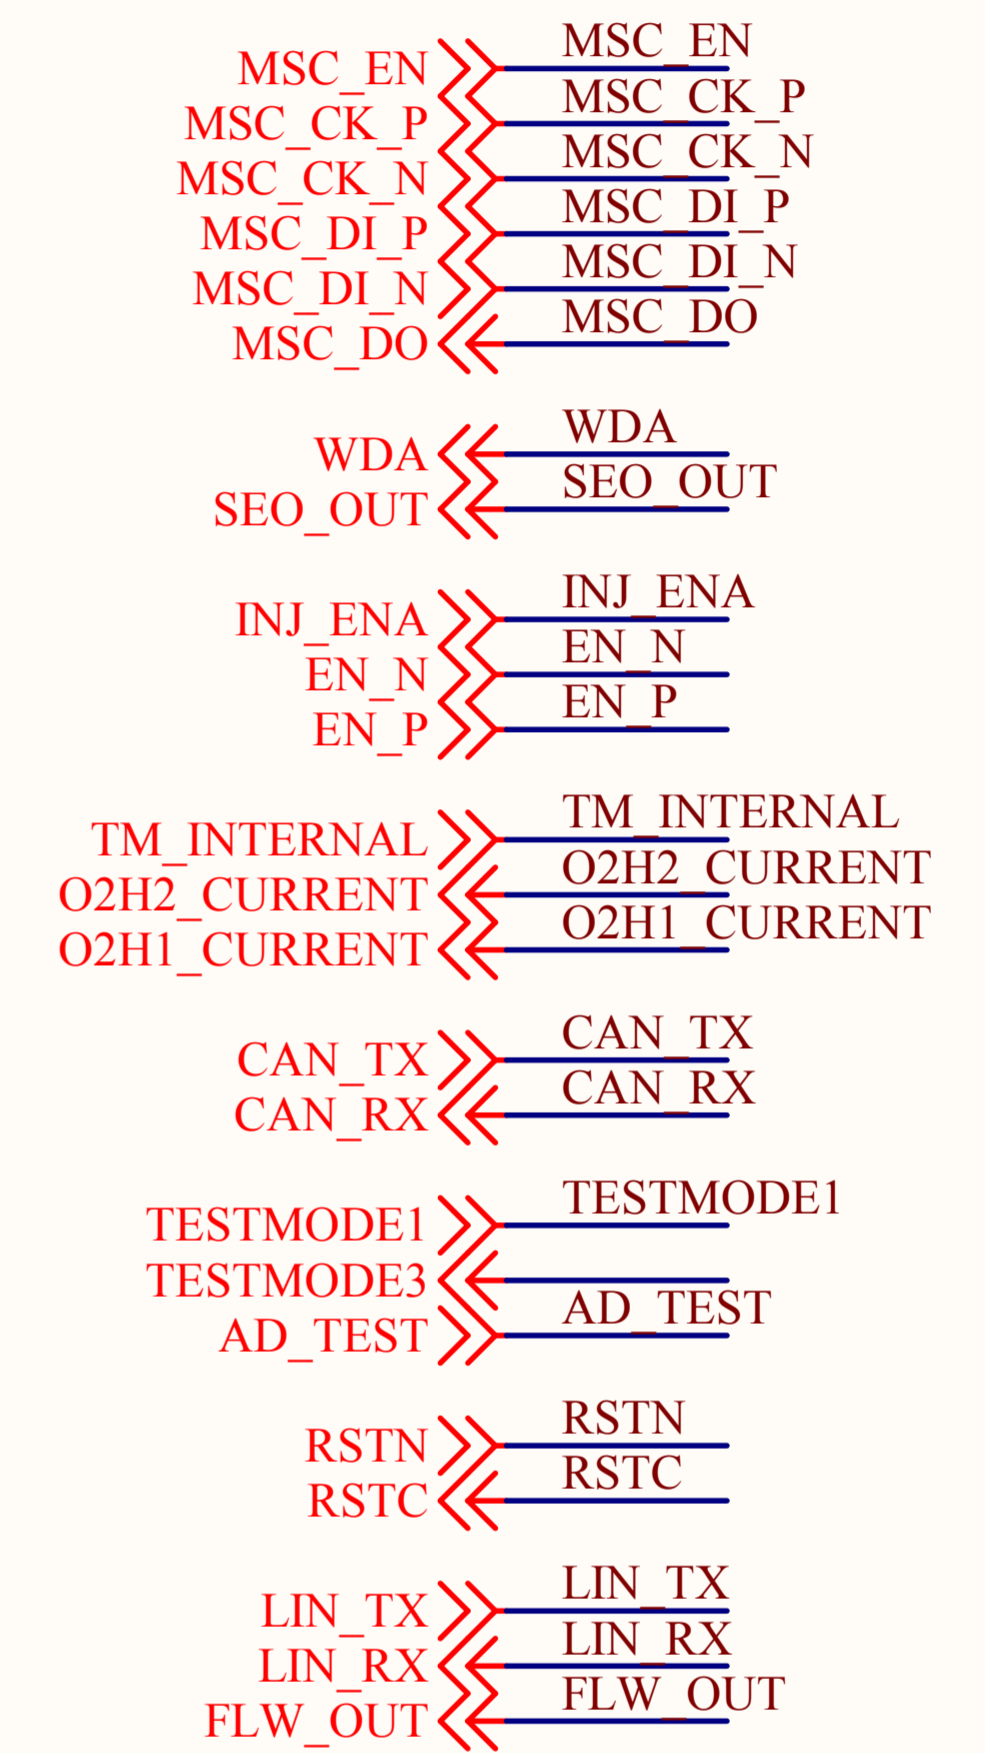 MSC_EN MSC_EN
MSC_CK_P MSC_CK_P
MSC_CK_N MSC_CK_N
MSC_DI_P MSC_DI_P
MSC_DI_N MSC_DI_N
MSC_DO MSC_DO
WDA WDA
SEO_OUT SEO_OUT
INJ_ENA INJ_ENA
EN_N EN_N
EN_P EN_P
TM_INTERNAL TM_INTERNAL
O2H2_CURRENT O2H2_CURRENT
O2H1_CURRENT O2H1_CURRENT
CAN_TX CAN_TX
CAN_RX CAN_RX
TESTMODE1 TESTMODE1
TESTMODE3
AD_TEST AD_TEST
RSTN RSTN
RSTC RSTC
LIN_TX LIN_TX
LIN_RX LIN_RX
FLW_OUT FLW_OUT